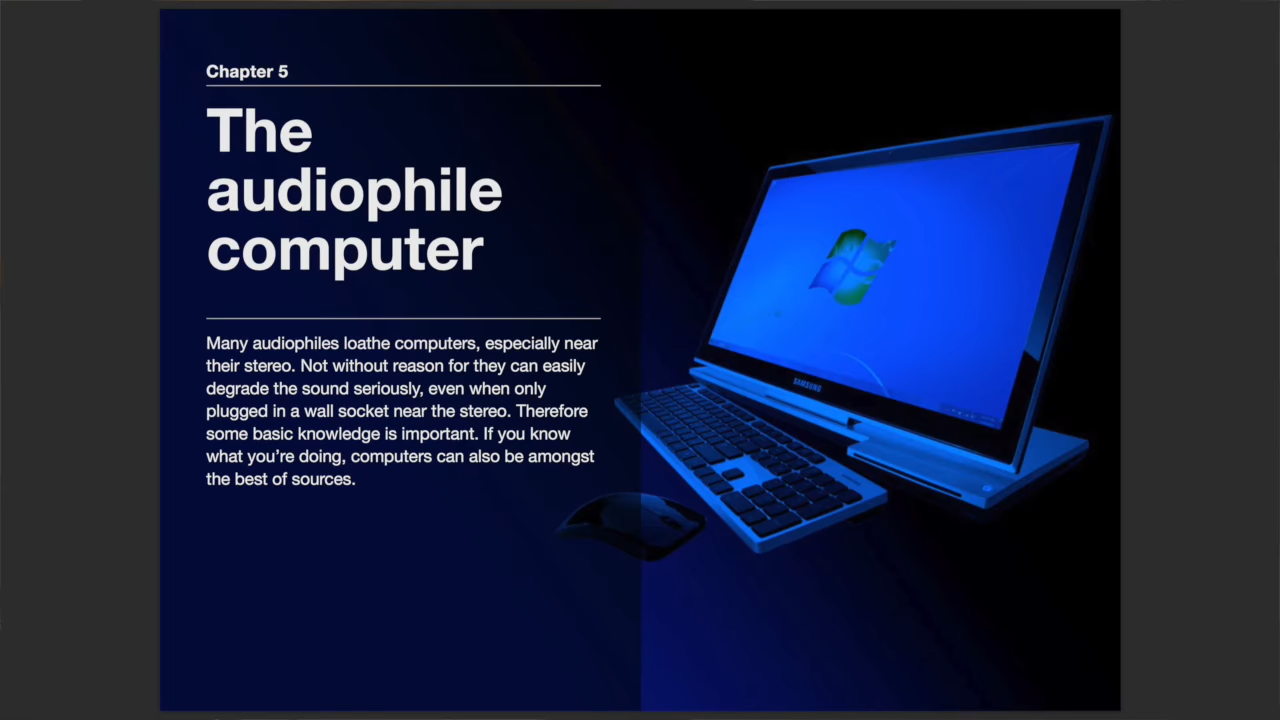 Chapter 5
The
audiophile
computer
Many audiophiles loathe computers, especially near
their stereo. Not without reason for they can easily
degrade the sound seriously, even when only
plugged in a wall socket near the stereo. Therefore
some basic knowledge is important. If you know
what you’re doing, computers can also be amongst
the best of sources.
SAMSUNG